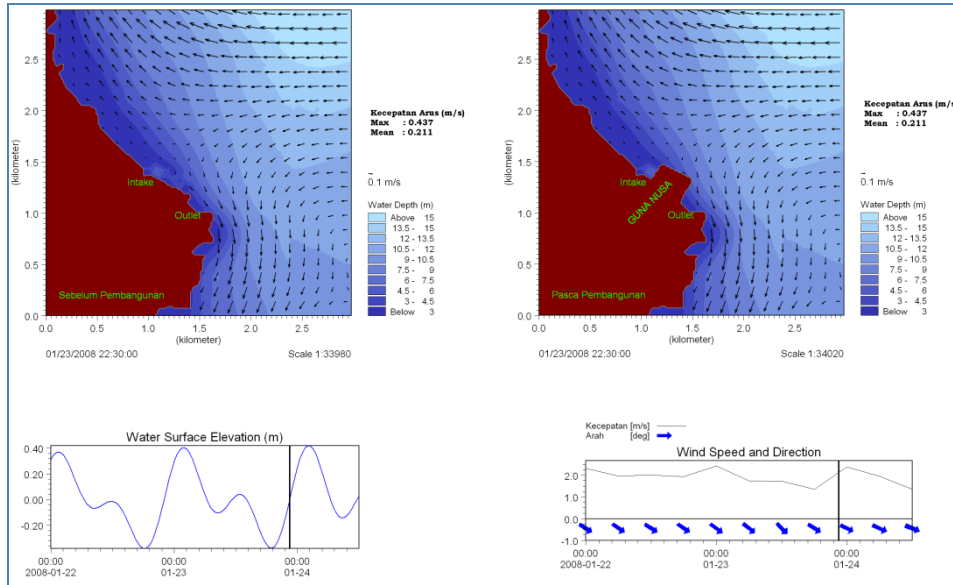 2.5
2.0
1.5
1.0
0.5
0.0
(kilometer)
0.0 0.5 1.0 1.5 2.0 2.5
(kilometer)
Intake
Outlet
Sebelum Pembangunan
01/23/2008 22:30:00 Scale 1:33980
Kecepatan Arus (m/s)
Max : 0.437
Mean : 0.211
0.1 m/s
Water Depth (m)
Above 15
13.5 - 15
12 - 13.5
10.5 - 12
9 - 10.5
7.5 - 9
6 - 7.5
4.5 - 6
3 - 4.5
Below 3
2.5
2.0
1.5
1.0
0.5
0.0
(kilometer)
0.0 0.5 1.0 1.5 2.0 2.5
(kilometer)
Intake
GUNA NUSA
Outlet
Pasca Pembangunan
01/23/2008 22:30:00 Scale 1:34020
Kecepatan Arus (m/s)
Max : 0.437
Mean : 0.211
0.1 m/s
Water Depth (m)
Above 15
13.5 - 15
12 - 13.5
10.5 - 12
9 - 10.5
7.5 - 9
6 - 7.5
4.5 - 6
3 - 4.5
Below 3
Water Surface Elevation (m)
0.40
0.20
0.00
-0.20
00:00 00:00 00:00
2008-01-22 01-23 01-24
Kecepatan [m/s]
Arah [deg]
Wind Speed and Direction
2.0
1.0
0.0
-1.0
00:00 00:00 00:00
2008-01-22 01-23 01-24